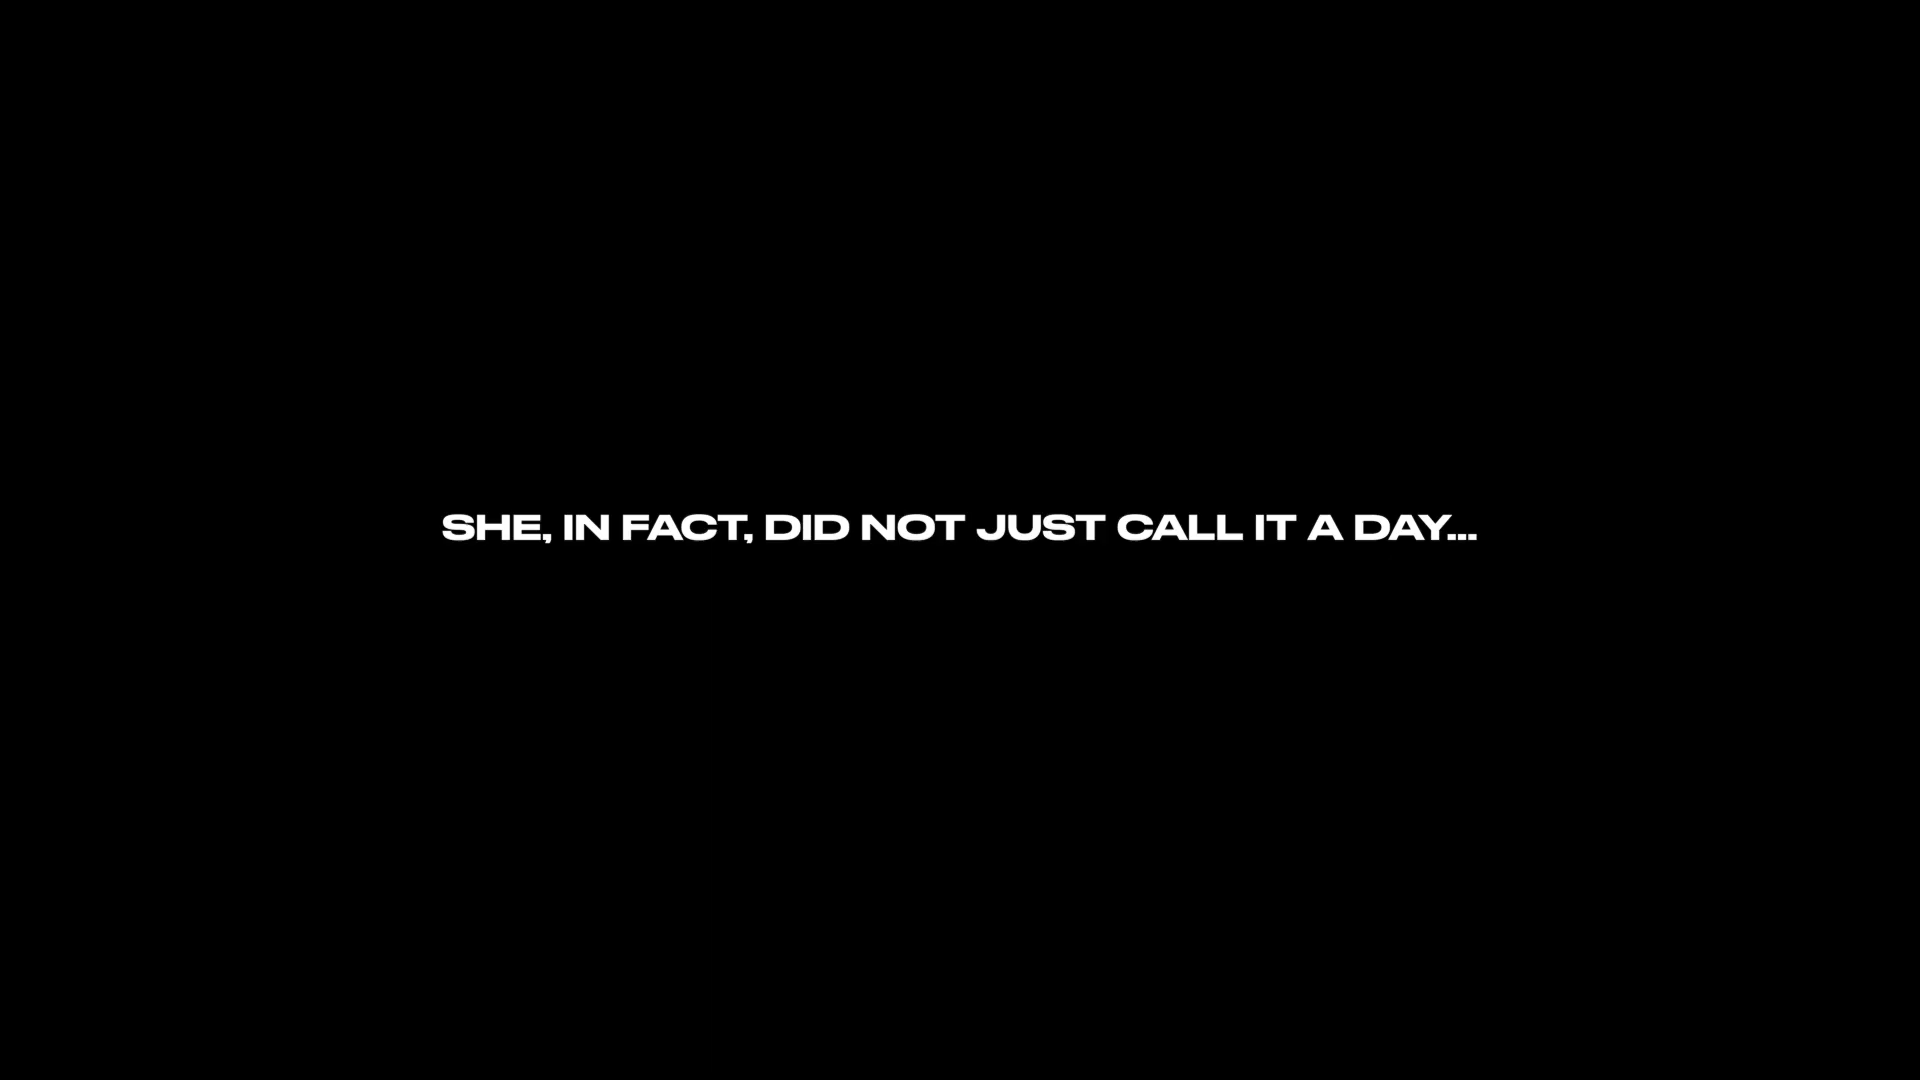 SHE, IN FACT, DID NOT JUST CALL IT A DAY...